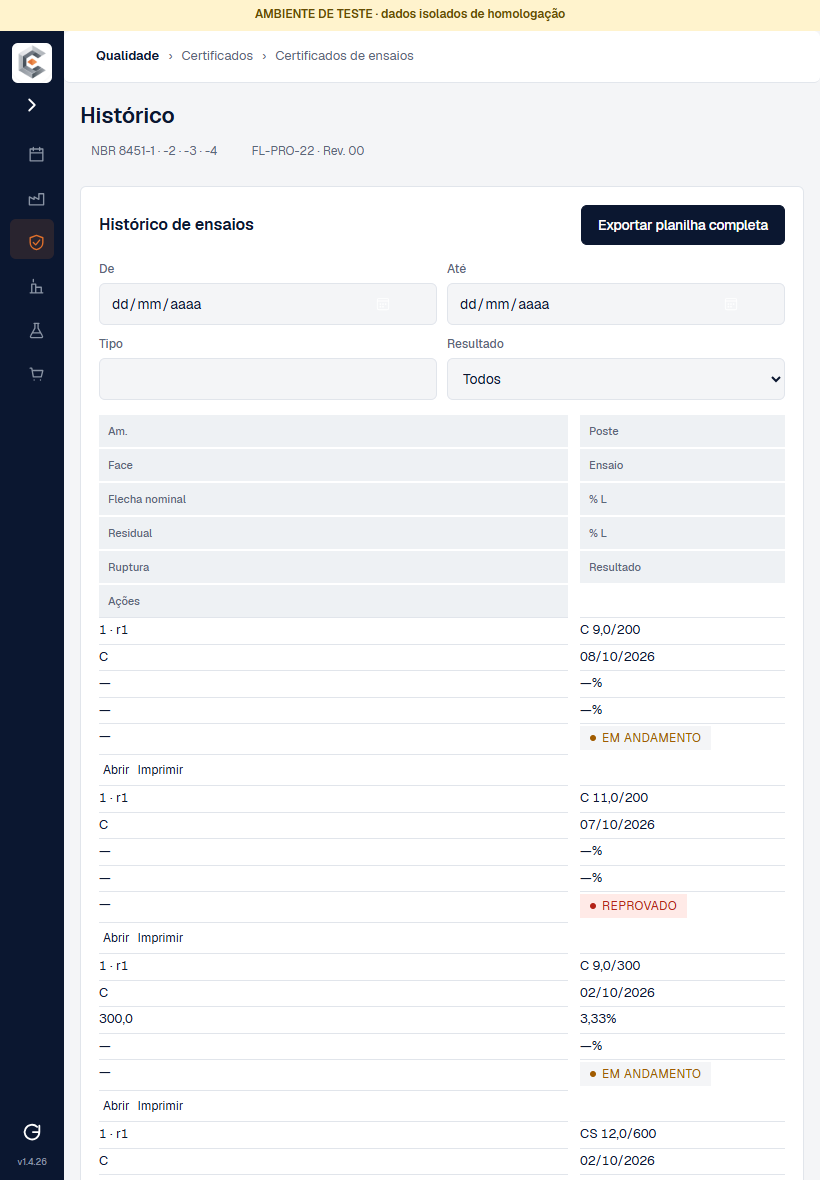 AMBIENTE DE TESTE · dados isolados de homologação
Qualidade › Certificados › Certificados de ensaios
Histórico
NBR 8451-1 · -2 · -3 · -4 FL-PRO-22 · Rev. 00
Histórico de ensaios Exportar planilha completa
De Até
dd/mm/aaaa dd/mm/aaaa
Tipo Resultado
Todos
Am. Poste
Face Ensaio
Flecha nominal % L
Residual % L
Ruptura Resultado
Ações
1 · r1 C 9,0/200
C 08/10/2026
— —%
— —%
— EM ANDAMENTO
Abrir Imprimir
1 · r1 C 11,0/200
C 07/10/2026
— —%
— —%
— REPROVADO
Abrir Imprimir
1 · r1 C 9,0/300
C 02/10/2026
300,0 3,33%
— —%
— EM ANDAMENTO
Abrir Imprimir
1 · r1 CS 12,0/600
C 02/10/2026
v1.4.26